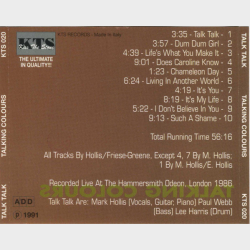 KTS 020
TALKING COLOURS
TALK TALK
KTS
THE ULTIMATE
IN QUALITY!!
KTS RECORDS - Made in Italy
3:35 - Talk Talk - 1
3:57 - Dum Dum Girl - 2
4:39 - Life's What You Make It - 3
9:01 - Does Caroline Know - 4
1:23 - Chameleon Day - 5
6:24 - Living In Another World - 6
4:19 - It's You - 7
8:19 - It's My Life - 8
5:22 - I Don't Believe In You - 9
9:13 - Such A Shame - 10
Total Running Time 56:16
All Tracks By Hollis/Friese-Greene, Except 4, 7 By M. Hollis;
1 By M. Hollis/E. Hollis
Recorded Live At The Hammersmith Odeon, London 1986
TALKING COLOURS
Talk Talk Are: Mark Hollis (Vocals, Guitar, Piano) Paul Webb
(Bass) Lee Harris (Drum)
ADD
℗ 1991
TALK TALK
TALKING COLOURS
KTS 020